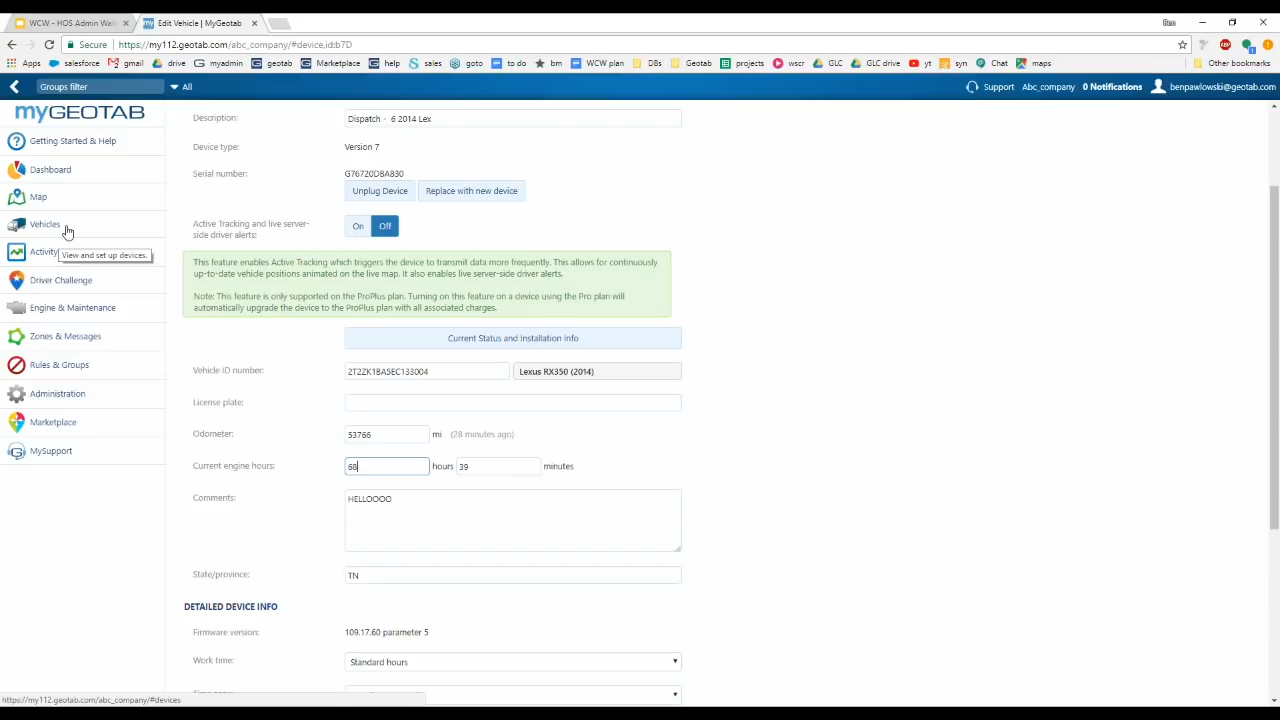 WCW - HOS Admin Wal
Edit Vehicle | MyGeotab
Ben
Secure
https://my112.geotab.com/abc_company/#device,id:b7D
Apps salesforce gmail drive myadmin geotab Marketplace help sales goto to do bm WCW plan DBs Geotab projects wscr GLC GLC drive yt syn Chat maps Other bookmarks
Groups filter All Support Abc_company 0 Notifications benpawlowski@geotab.com
myGEOTAB
Getting Started & Help
Dashboard
Map
Vehicles
Activity
View and set up devices.
Driver Challenge
Engine & Maintenance
Zones & Messages
Rules & Groups
Administration
Marketplace
MySupport
Description: Dispatch - 6 2014 Lex
Device type: Version 7
Serial number: G76720DBA830
Unplug Device Replace with new device
Active Tracking and live server-
side driver alerts: On Off
This feature enables Active Tracking which triggers the device to transmit data more frequently. This allows for continuously
up-to-date vehicle positions animated on the live map. It also enables live server-side driver alerts.
Note: This feature is only supported on the ProPlus plan. Turning on this feature on a device using the Pro plan will
automatically upgrade the device to the ProPlus plan with all associated charges.
Current Status and Installation Info
Vehicle ID number: 2T2ZK1BA5EC133004 Lexus RX350 (2014)
License plate:
Odometer: 53766 mi (28 minutes ago)
Current engine hours: 68 hours 39 minutes
Comments: HELLOOOO
State/province: TN
DETAILED DEVICE INFO
Firmware version: 109.17.60 parameter 5
Work time: Standard hours
https://my112.geotab.com/abc_company/#devices